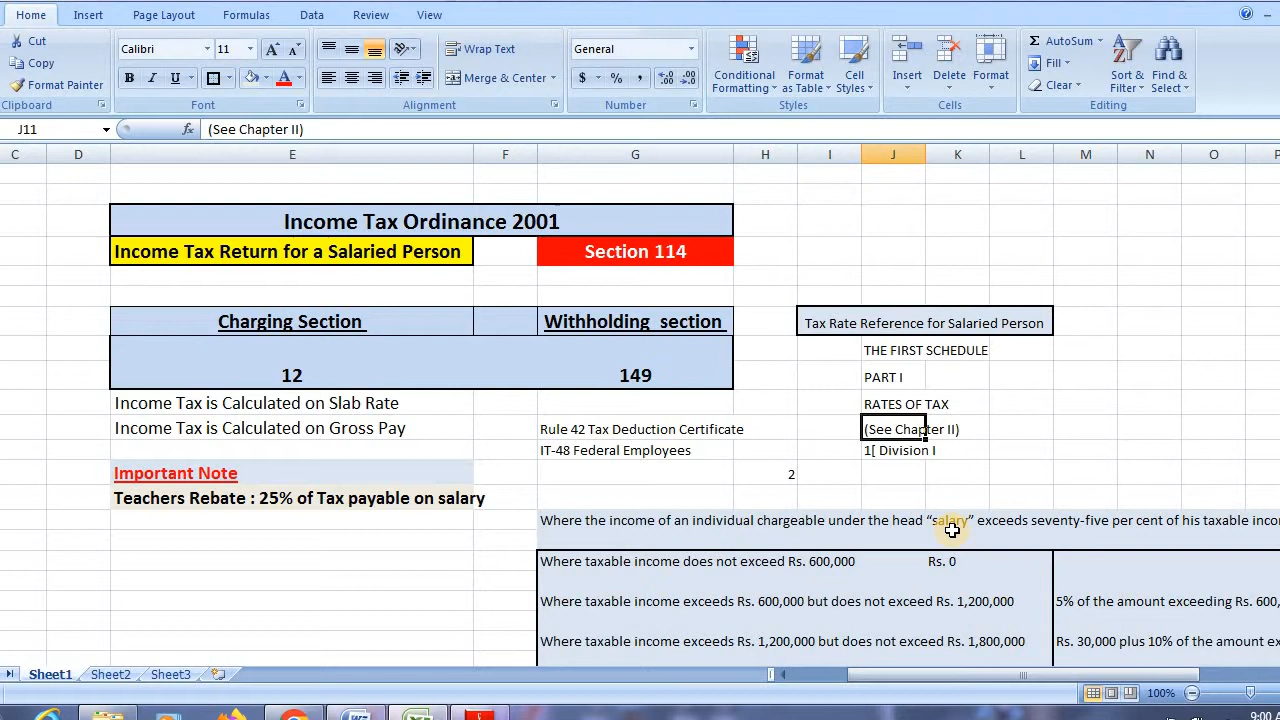 Home Insert Page Layout Formulas Data Review View
Cut
Copy
Format Painter
Clipboard
Calibri 11
B I U
Font
Wrap Text
Merge & Center
Alignment
General
$ % ,
Number
Conditional Formatting
Format as Table
Cell Styles
Styles
Insert Delete Format
Cells
Σ AutoSum
Fill
Clear
Sort & Filter
Find & Select
Editing
J11 fx (See Chapter II)
C D E F G H I J K L M N O P
Income Tax Ordinance 2001
Income Tax Return for a Salaried Person Section 114
Charging Section Withholding section
12 149
Income Tax is Calculated on Slab Rate
Income Tax is Calculated on Gross Pay
Important Note
Teachers Rebate : 25% of Tax payable on salary
Rule 42 Tax Deduction Certificate
IT-48 Federal Employees
2
Tax Rate Reference for Salaried Person
THE FIRST SCHEDULE
PART I
RATES OF TAX
(See Chapter II)
1[ Division I
Where the income of an individual chargeable under the head “salary” exceeds seventy-five per cent of his taxable inco
Where taxable income does not exceed Rs. 600,000 Rs. 0
Where taxable income exceeds Rs. 600,000 but does not exceed Rs. 1,200,000 5% of the amount exceeding Rs. 600,
Where taxable income exceeds Rs. 1,200,000 but does not exceed Rs. 1,800,000 Rs. 30,000 plus 10% of the amount ex
Sheet1 Sheet2 Sheet3
100%